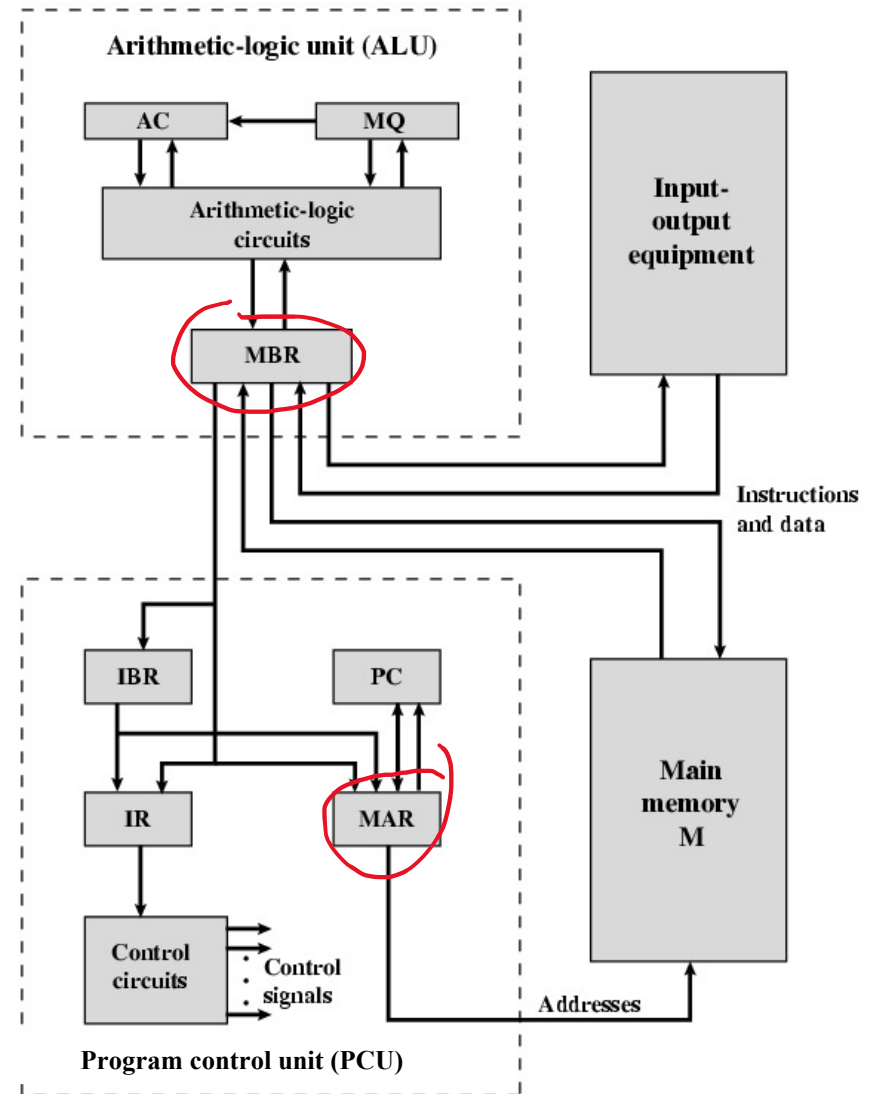 Arithmetic-logic unit (ALU)
AC
MQ
Arithmetic-logic
circuits
MBR
Input-
output
equipment
Instructions
and data
IBR
PC
IR
MAR
Main
memory
M
Control
circuits
Control
signals
Addresses
Program control unit (PCU)